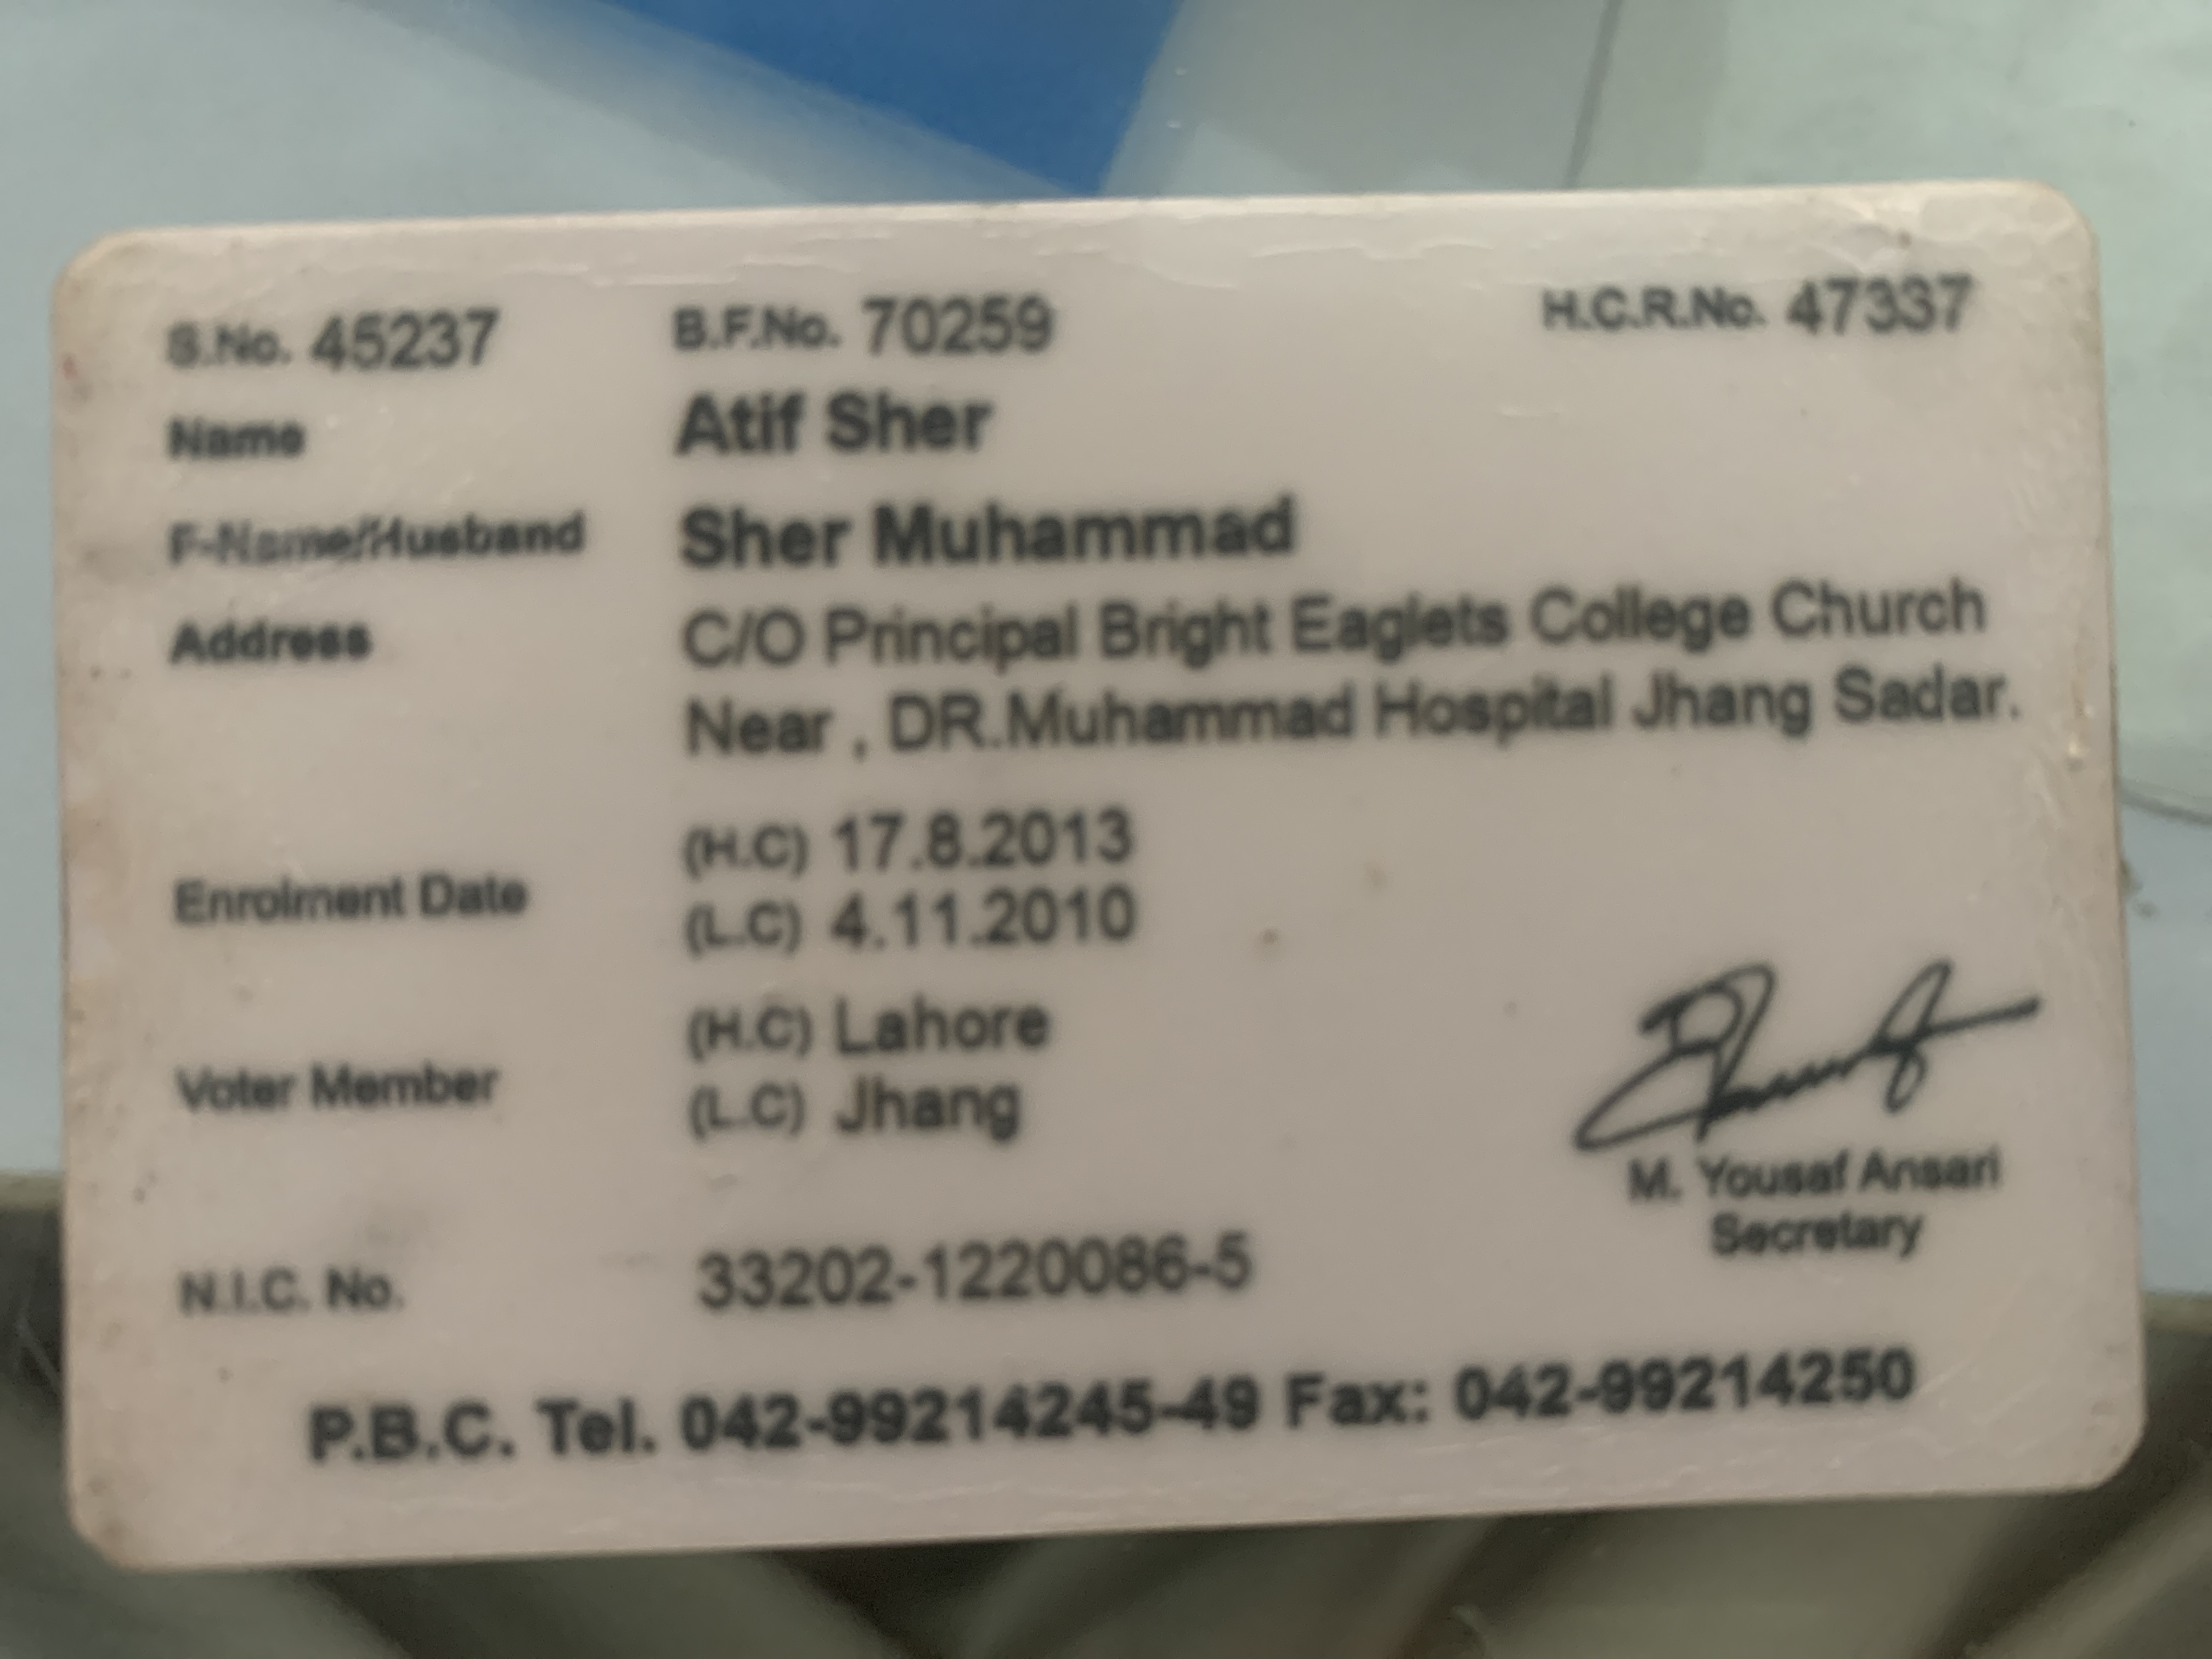 S.No. 45237 B.F.No. 70259 H.C.R.No. 47337
Name Atif Sher
F-Name/Husband Sher Muhammad
Address C/O Principal Bright Eaglets College Church
Near , DR.Muhammad Hospital Jhang Sadar.
Enrolment Date (H.C) 17.8.2013
(L.C) 4.11.2010
Voter Member (H.C) Lahore
(L.C) Jhang
N.I.C. No. 33202-1220086-5
M. Yousaf Ansari
Secretary
P.B.C. Tel. 042-99214245-49 Fax: 042-99214250